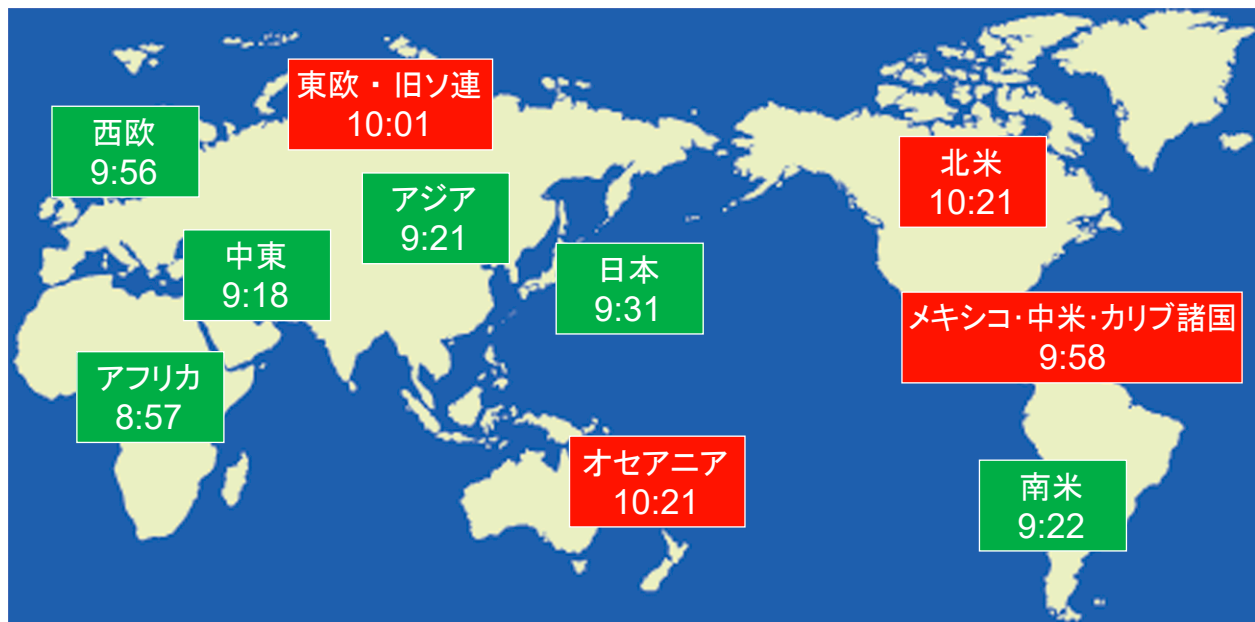 東欧・旧ソ連
10:01
西欧
9:56
北米
10:21
アジア
9:21
中東
9:18
日本
9:31
メキシコ・中米・カリブ諸国
9:58
アフリカ
8:57
オセアニア
10:21
南米
9:22